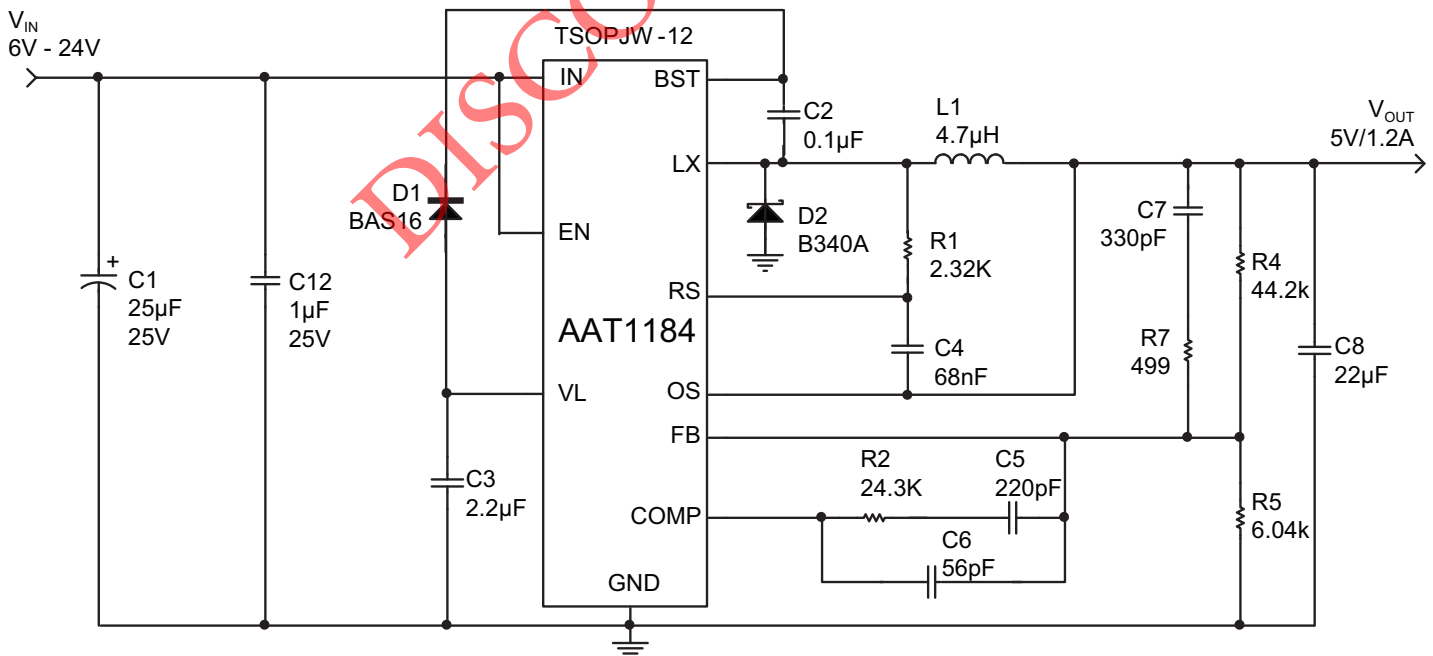 V_IN
6V - 24V
DISCO
TSOPJW-12
IN
BST
C2
0.1µF
L1
4.7µH
V_OUT
5V/1.2A
LX
D1
BAS16
EN
D2
B340A
R1
2.32K
C7
330pF
R4
44.2k
+
C1
25µF
25V
C12
1µF
25V
RS
AAT1184
C4
68nF
R7
499
C8
22µF
VL
OS
FB
C3
2.2µF
R2
24.3K
C5
220pF
COMP
R5
6.04k
C6
56pF
GND